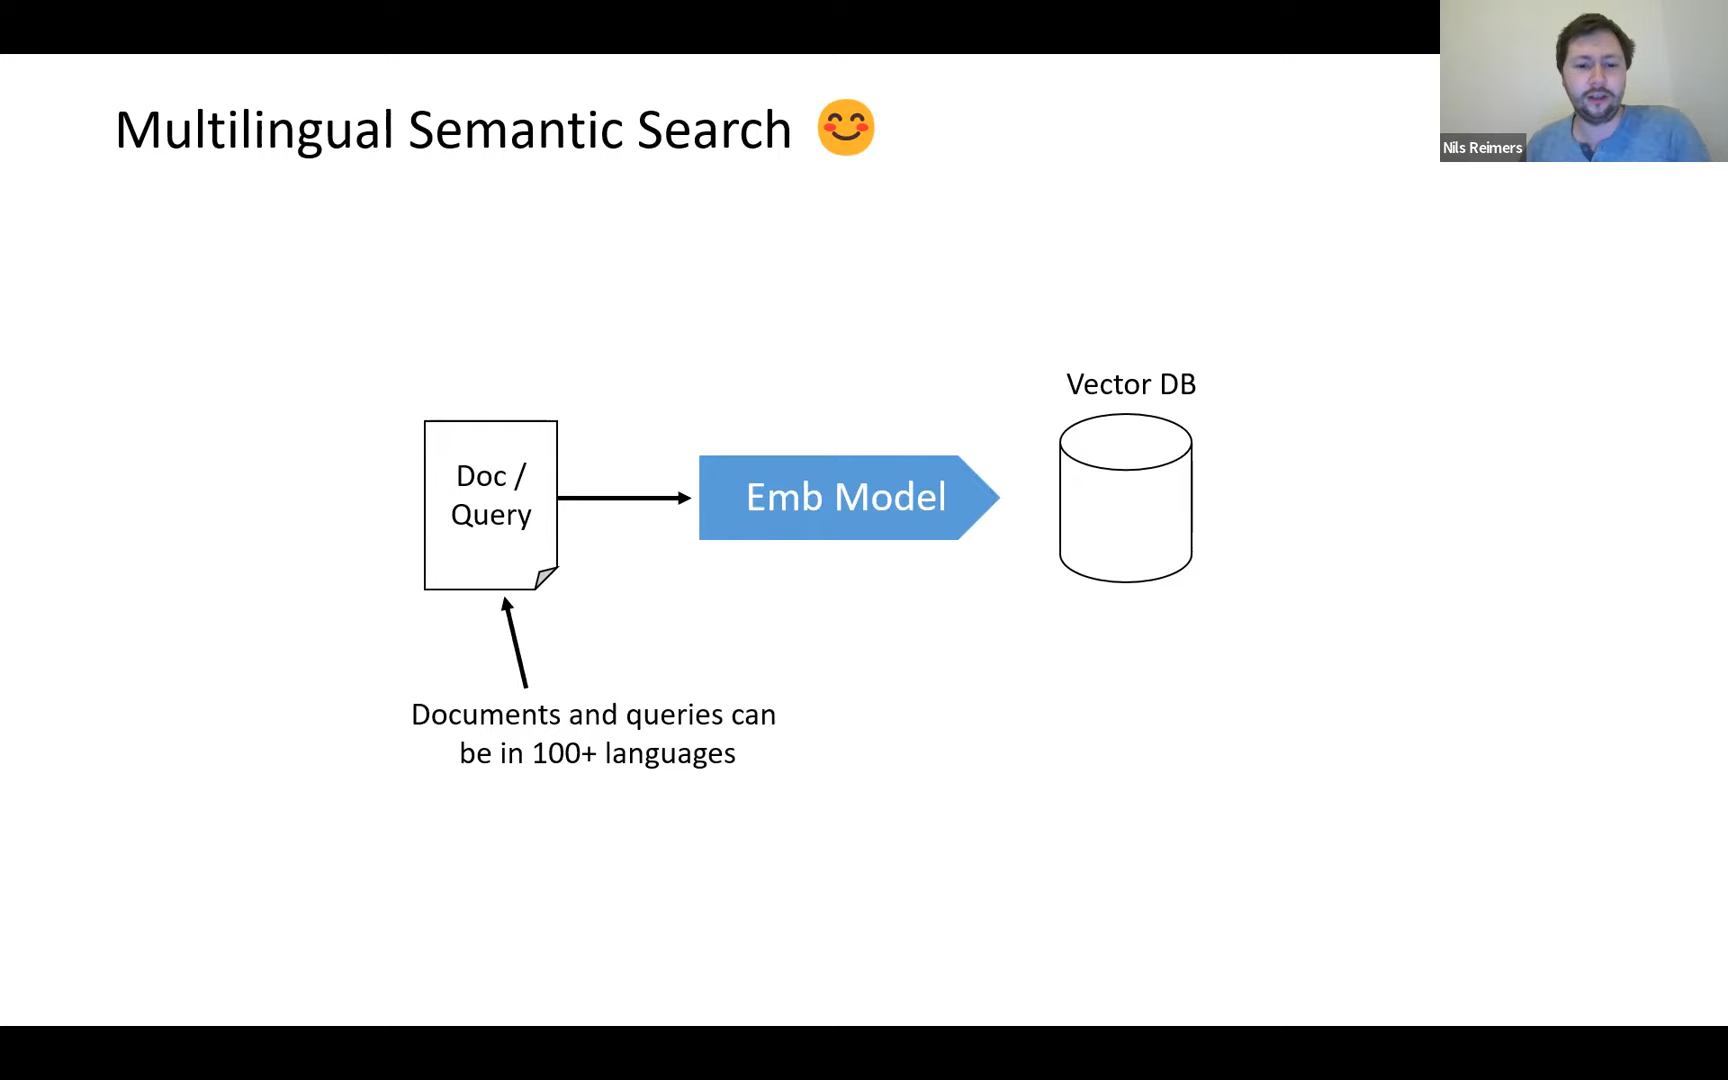 Multilingual Semantic Search 😊
Nils Reimers
Vector DB
Doc /
Query
Emb Model
Documents and queries can
be in 100+ languages